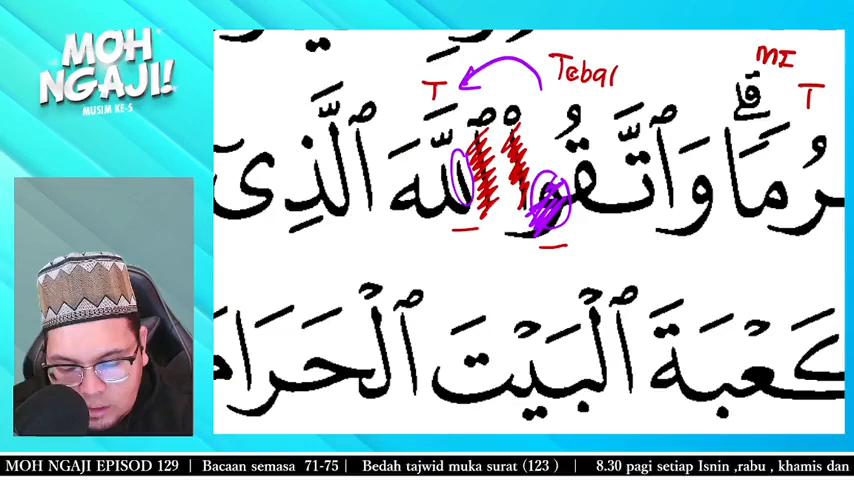 MOH
NGAJI!
MUSIM KE-5
T
Tebal
MI
T
مَا ۗ وَٱتَّقُوا۟ ٱللَّهَ ٱلَّذِىٓ
ٱلْبَيْتَ ٱلْحَرَامَ
MOH NGAJI EPISOD 129 | Bacaan semasa 71-75 | Bedah tajwid muka surat (123) | 8.30 pagi setiap Isnin ,rabu , khamis dan